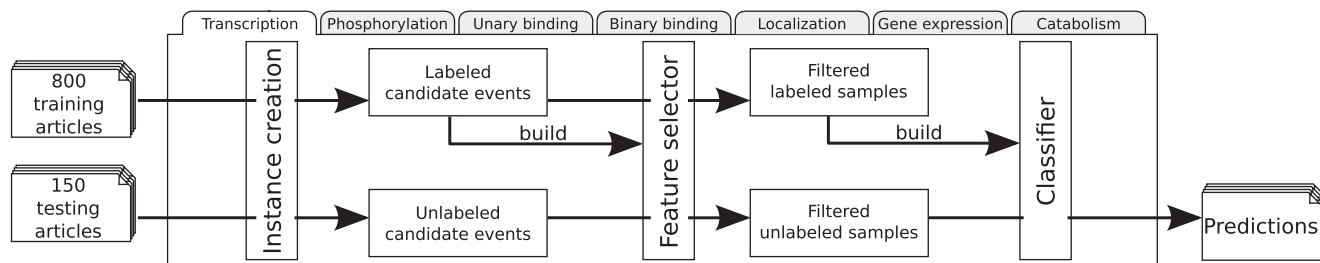 Transcription
Phosphorylation
Unary binding
Binary binding
Localization
Gene expression
Catabolism
800
training
articles
Instance creation
Labeled
candidate events
build
Feature selector
Filtered
labeled samples
build
Classifier
150
testing
articles
Unlabeled
candidate events
Filtered
unlabeled samples
Predictions